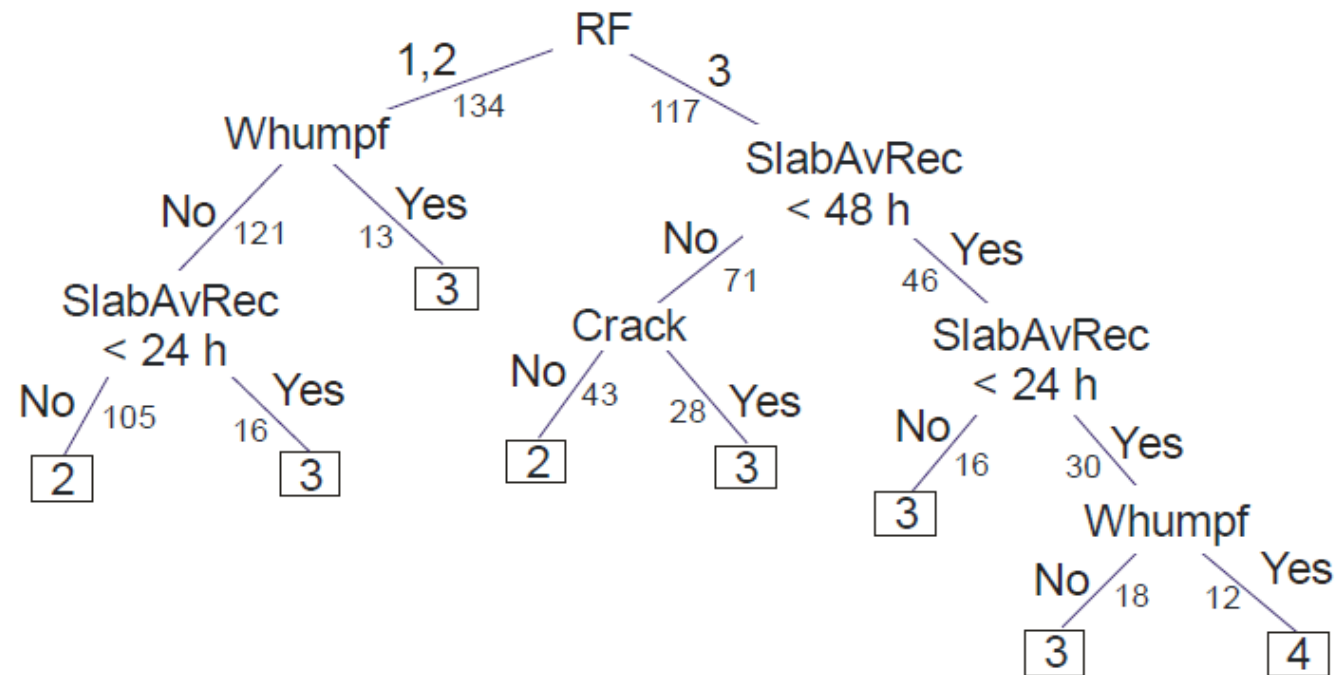 RF
1,2
3
134
117
Whumpf
SlabAvRec
< 48 h
No
Yes
121
13
No
Yes
71
46
SlabAvRec
< 24 h
3
Crack
SlabAvRec
< 24 h
No
Yes
105
16
No
Yes
43
28
No
Yes
16
30
2
3
2
3
3
Whumpf
No
Yes
18
12
3
4